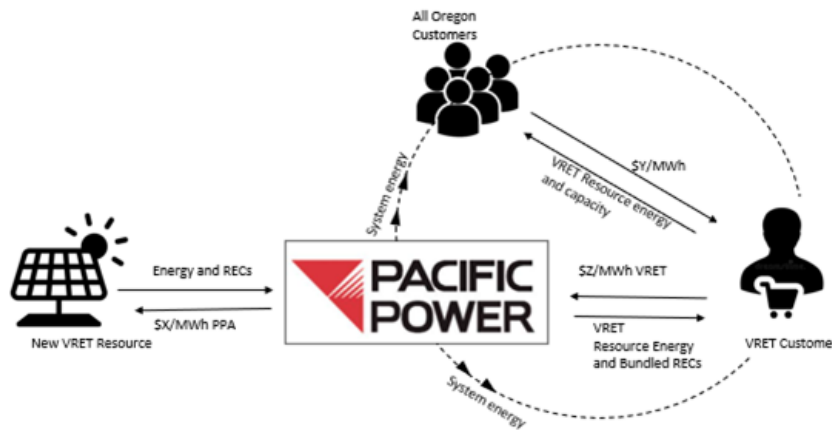 All Oregon
Customers
System energy
$Y/MWh
VRET Resource energy
and capacity
Energy and RECs
$X/MWh PPA
New VRET Resource
PACIFIC
POWER
$Z/MWh VRET
VRET
Resource Energy
and Bundled RECs
VRET Custome
System energy